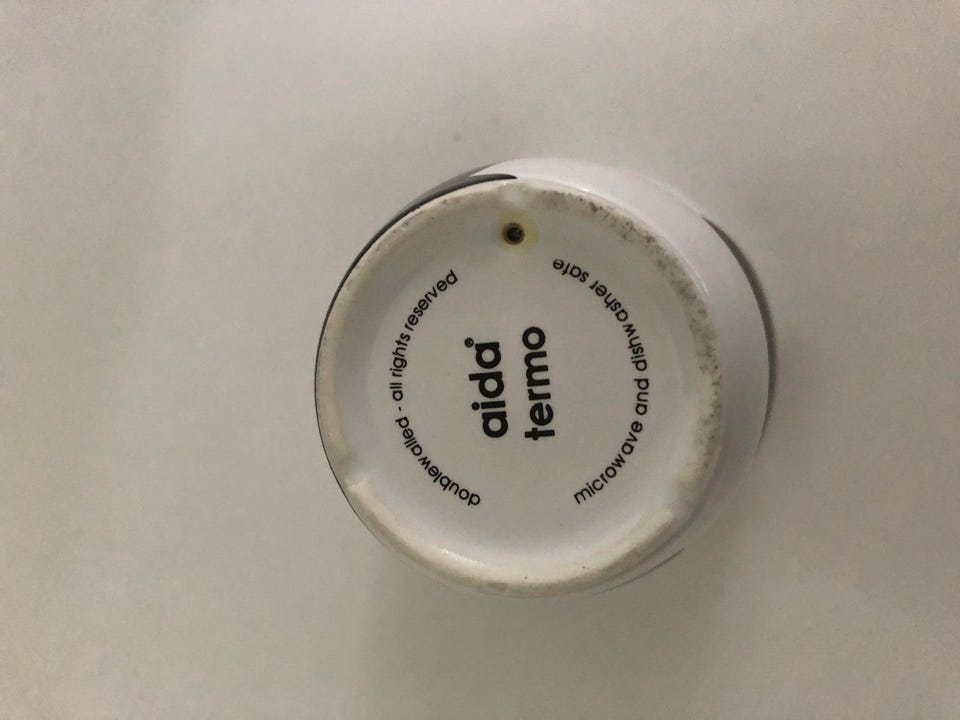 doublewalled - all rights reserved
aida®
termo
microwave and dishwasher safe